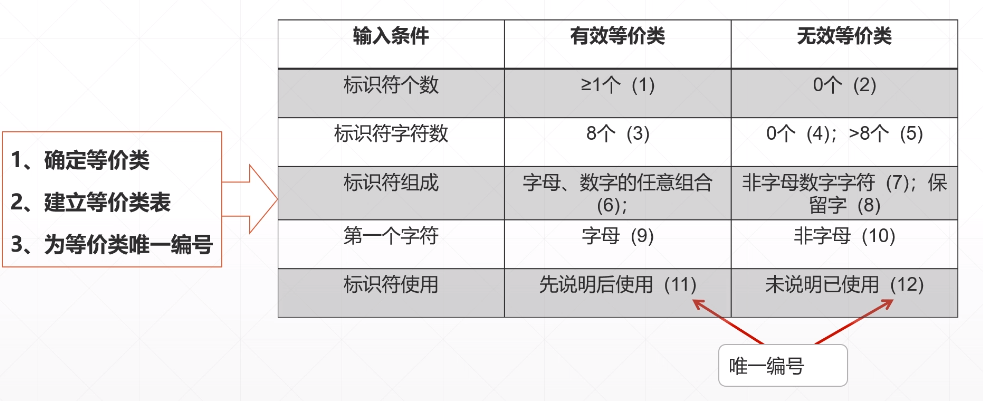 输入条件 有效等价类 无效等价类
标识符个数 ≥1个 (1) 0个 (2)
标识符字符数 8个 (3) 0个 (4)；>8个 (5)
标识符组成 字母、数字的任意组合 (6)； 非字母数字字符 (7)；保留字 (8)
第一个字符 字母 (9) 非字母 (10)
标识符使用 先说明后使用 (11) 未说明已使用 (12)
1、确定等价类
2、建立等价类表
3、为等价类唯一编号
唯一编号